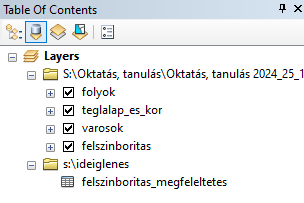 Table Of Contents
Layers
S:\Oktatás, tanulás\Oktatás, tanulás 2024_25_1
folyok
teglalap_es_kor
varosok
felszinboritas
s:\ideiglenes
felszinboritas_megfeleltetes